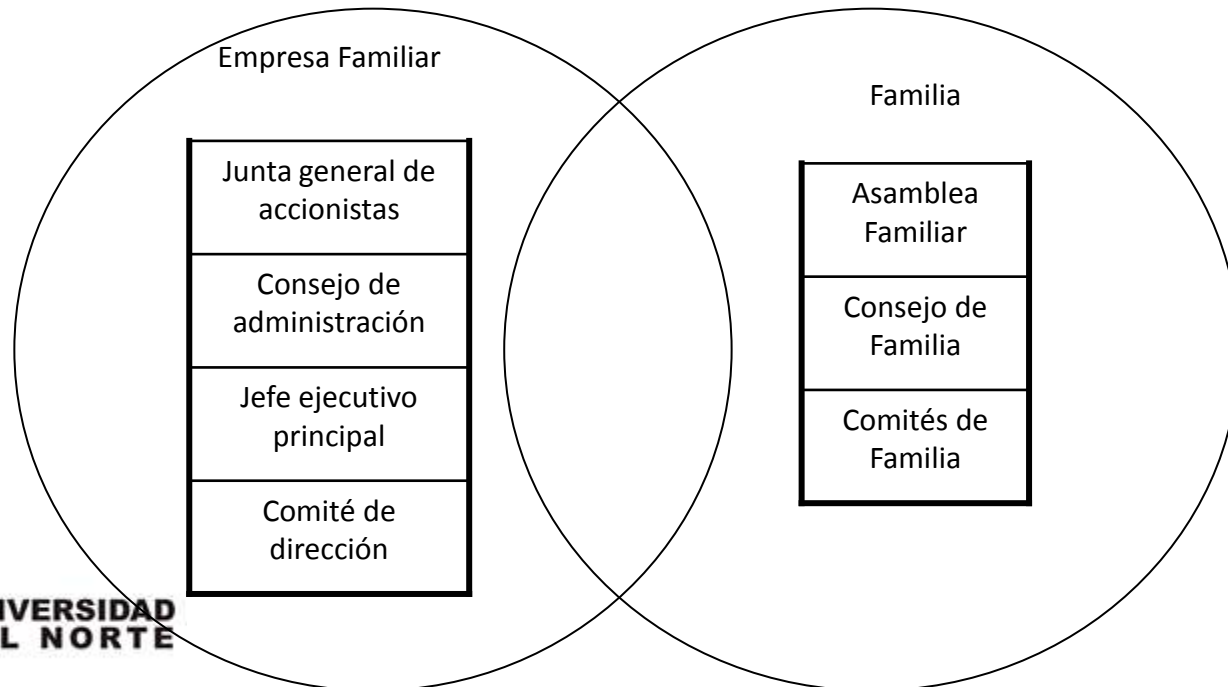 Empresa Familiar
Junta general de
accionistas
Consejo de
administración
Jefe ejecutivo
principal
Comité de
dirección
Familia
Asamblea
Familiar
Consejo de
Familia
Comités de
Familia
IVERSIDAD
L NORTE